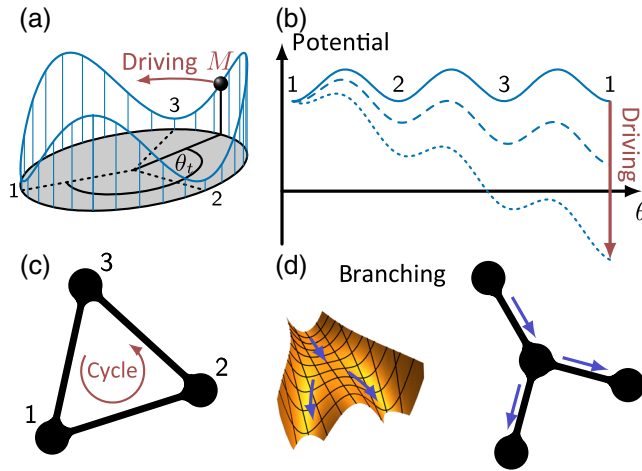 (a)
Driving M
3
θt
1
2
(b)
Potential
1 2 3 1
Driving
θ
(c)
3
Cycle
2
1
(d)
Branching